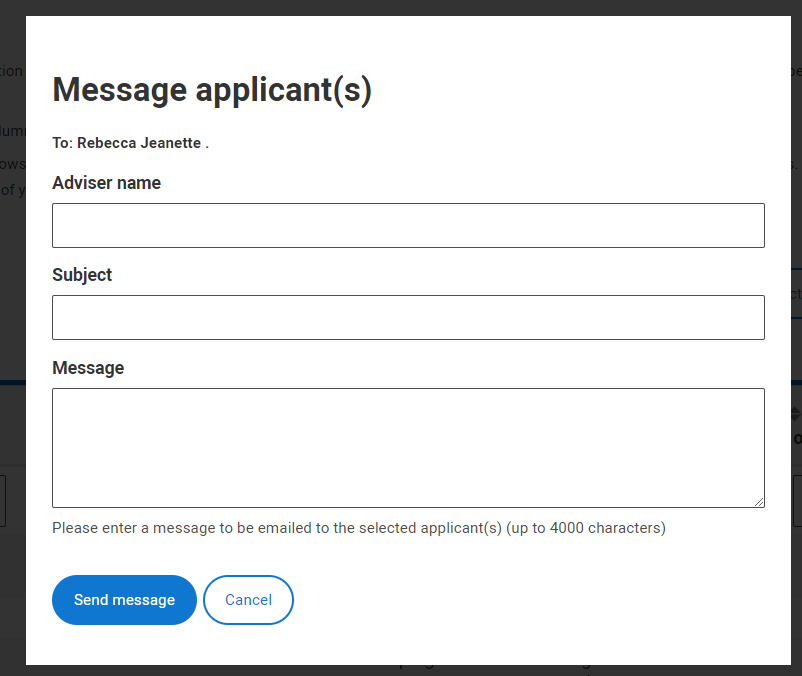 Message applicant(s)
To: Rebecca Jeanette .
Adviser name
Subject
Message
Please enter a message to be emailed to the selected applicant(s) (up to 4000 characters)
Send message
Cancel